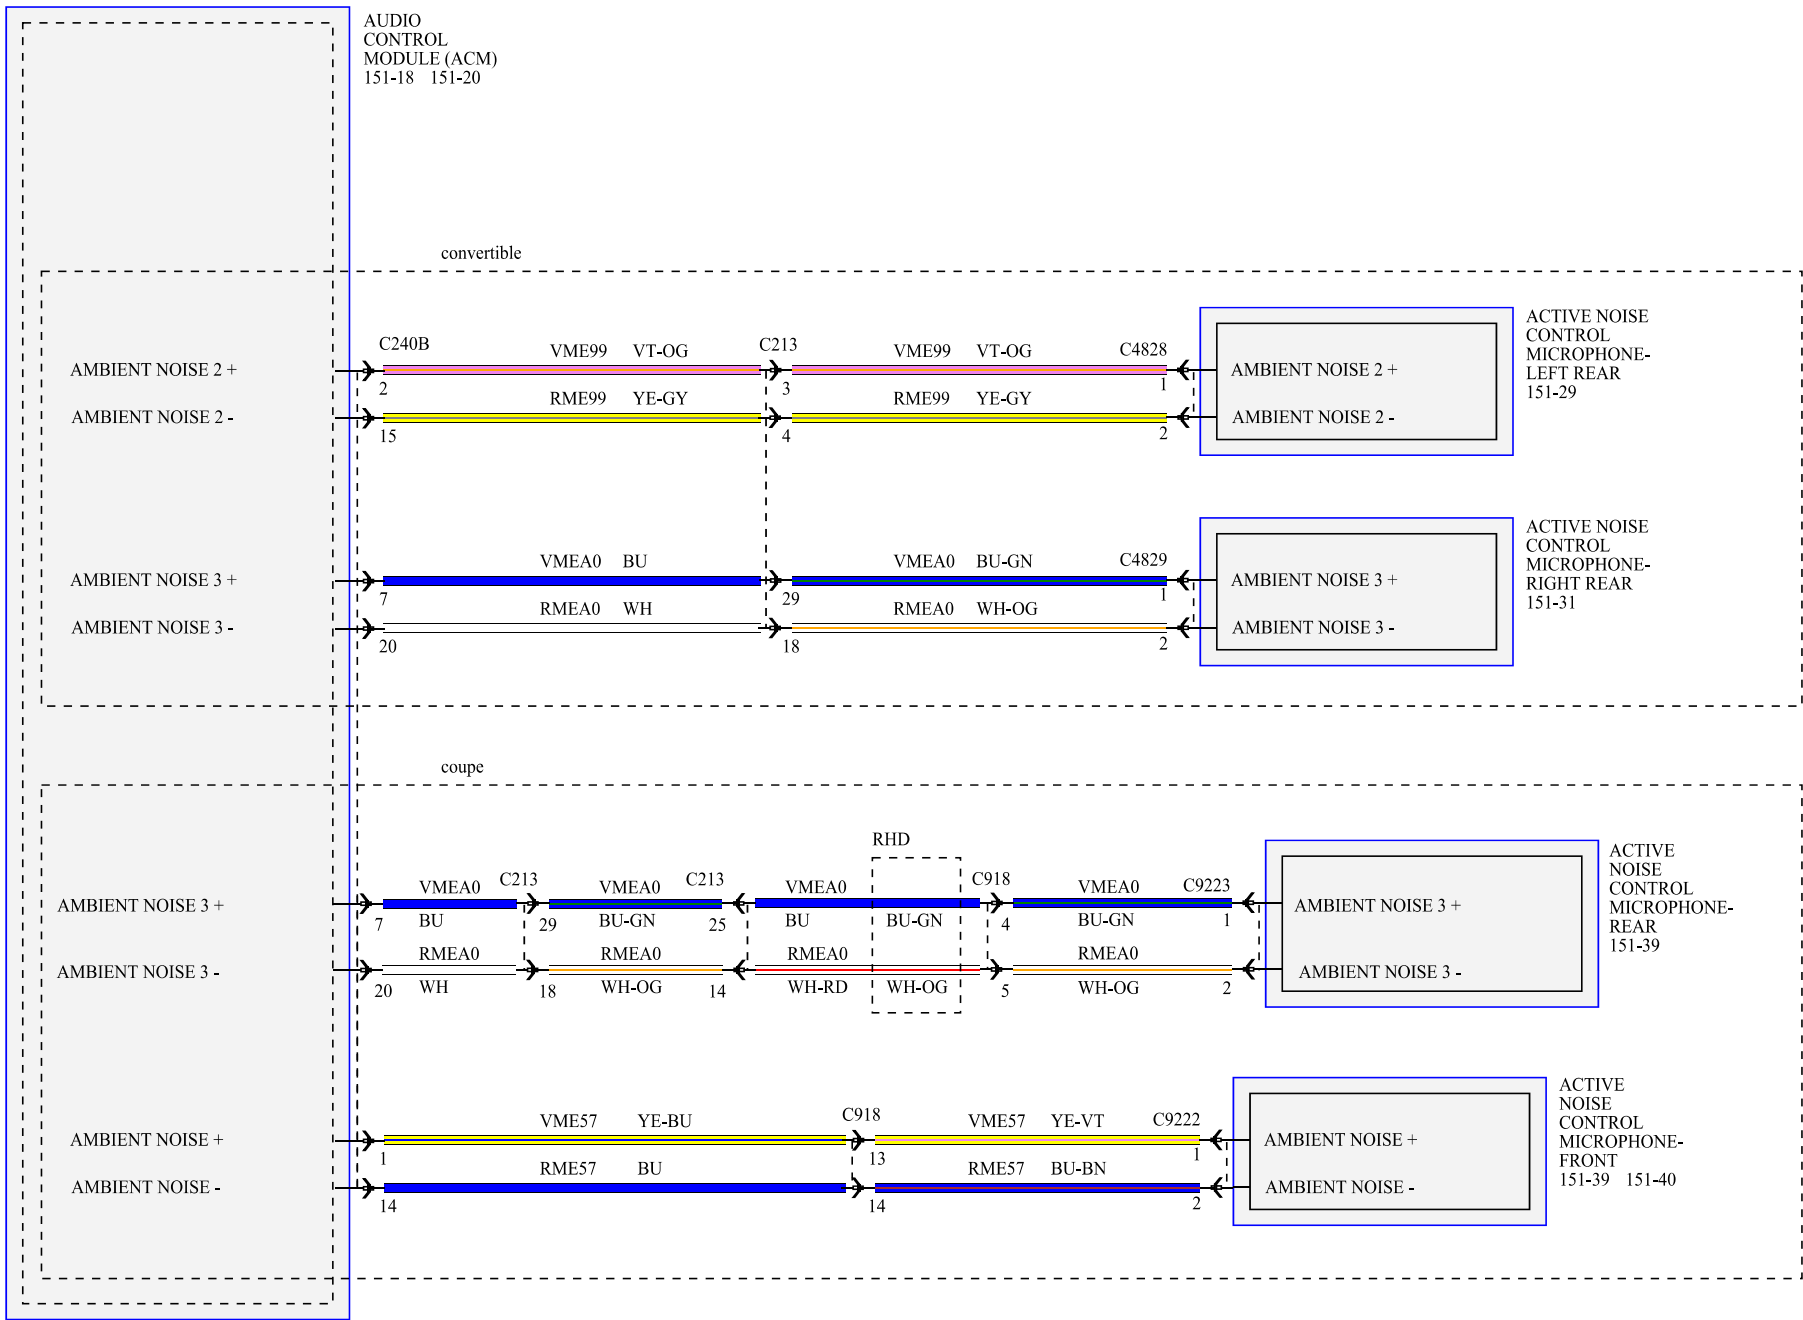 AUDIO
CONTROL
MODULE (ACM)
151-18 151-20
convertible
C240B VME99 VT-OG C213 VME99 VT-OG C4828
AMBIENT NOISE 2 + 2 3 1 AMBIENT NOISE 2 +
RME99 YE-GY RME99 YE-GY
AMBIENT NOISE 2 - 15 4 2 AMBIENT NOISE 2 -
ACTIVE NOISE
CONTROL
MICROPHONE-
LEFT REAR
151-29
VMEA0 BU VMEA0 BU-GN C4829
AMBIENT NOISE 3 + 7 29 1 AMBIENT NOISE 3 +
RMEA0 WH RMEA0 WH-OG
AMBIENT NOISE 3 - 20 18 2 AMBIENT NOISE 3 -
ACTIVE NOISE
CONTROL
MICROPHONE-
RIGHT REAR
151-31
coupe
RHD
VMEA0 C213 VMEA0 C213 VMEA0 C918 VMEA0 C9223
AMBIENT NOISE 3 + AMBIENT NOISE 3 +
7 BU 29 BU-GN 25 BU BU-GN 4 BU-GN 1
RMEA0 RMEA0 RMEA0 RMEA0
AMBIENT NOISE 3 - AMBIENT NOISE 3 -
20 WH 18 WH-OG 14 WH-RD WH-OG 5 WH-OG 2
ACTIVE
NOISE
CONTROL
MICROPHONE-
REAR
151-39
VME57 YE-BU C918 VME57 YE-VT C9222
AMBIENT NOISE + 1 13 1 AMBIENT NOISE +
RME57 BU RME57 BU-BN
AMBIENT NOISE - 14 14 2 AMBIENT NOISE -
ACTIVE
NOISE
CONTROL
MICROPHONE-
FRONT
151-39 151-40